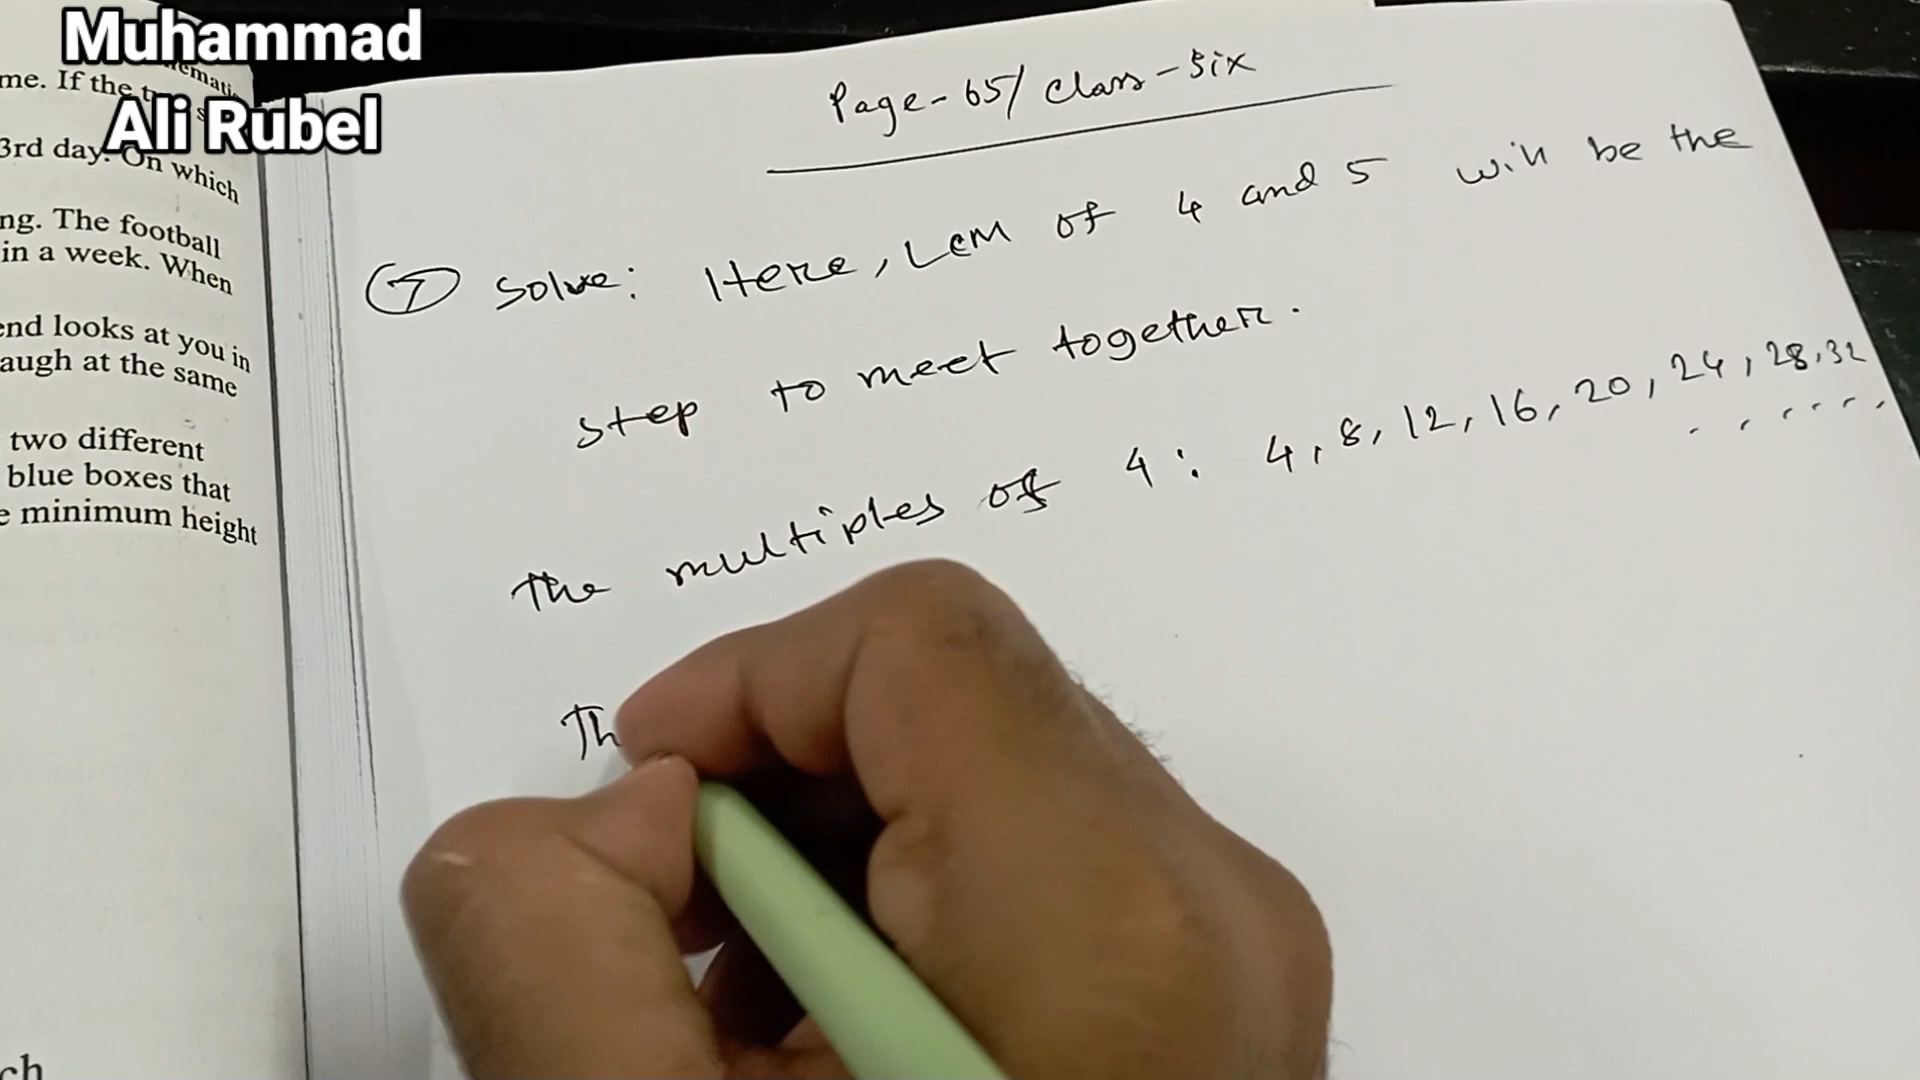 Muhammad
Ali Rubel
me. If the
3rd day. On which
ng. The football
in a week. When
end looks at you in
augh at the same
two different
blue boxes that
e minimum height
ch
Page-65/ Class-Six
7 Solve: Here, LCM of 4 and 5 will be the
step to meet together.
The multiples of 4: 4, 8, 12, 16, 20, 24, 28, 32
. . . . . .
Th